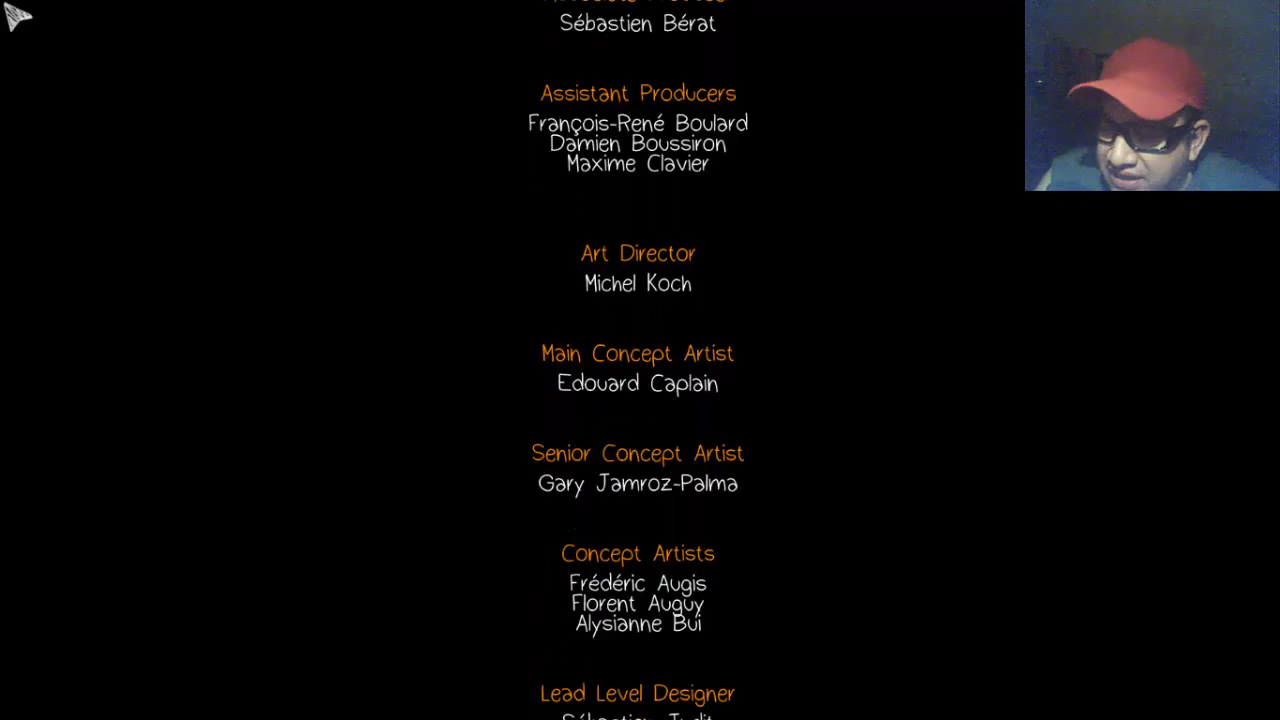 Sébastien Bérat
Assistant Producers
François-René Boulard
Damien Boussiron
Maxime Clavier
Art Director
Michel Koch
Main Concept Artist
Edouard Caplain
Senior Concept Artist
Gary Jamroz-Palma
Concept Artists
Frédéric Augis
Florent Auguy
Alysianne Bui
Lead Level Designer